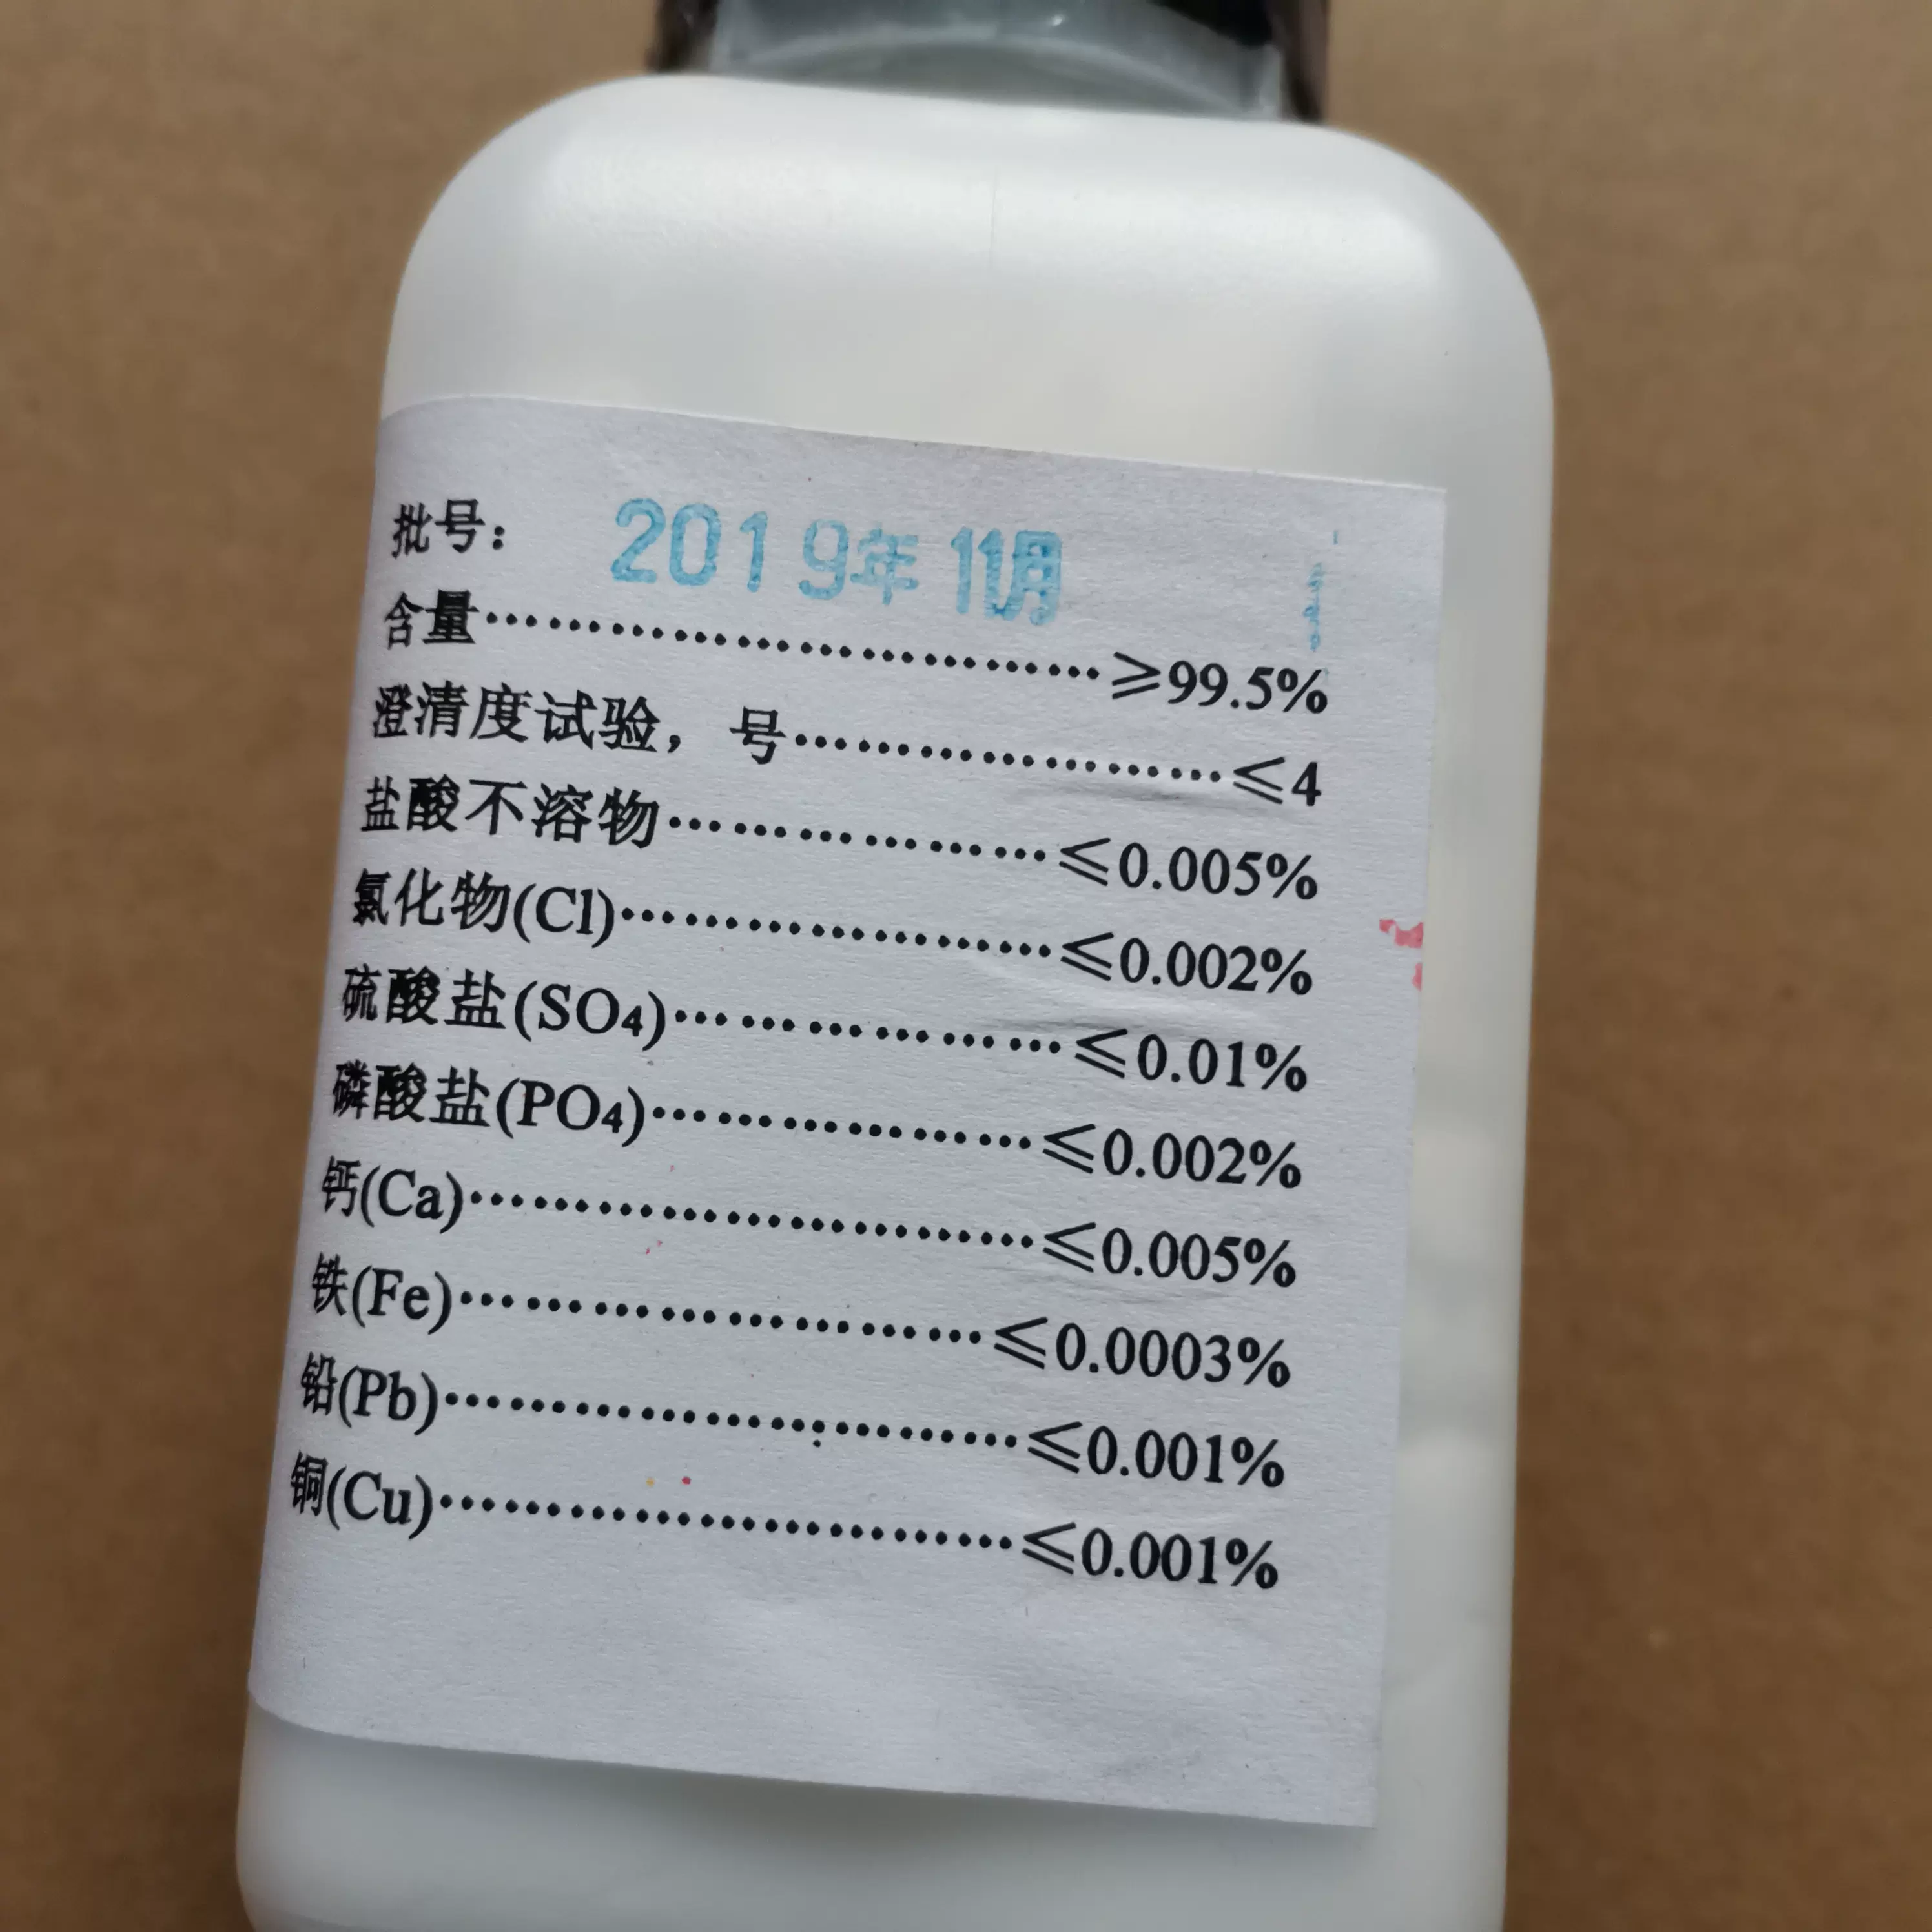 批号： 2019年11月
含量…………………………≥99.5%
澄清度试验，号…………………≤4
盐酸不溶物………………≤0.005%
氯化物(Cl)…………………≤0.002%
硫酸盐(SO₄)………………≤0.01%
磷酸盐(PO₄)………………≤0.002%
钙(Ca)………………………≤0.005%
铁(Fe)……………………≤0.0003%
铅(Pb)………………………≤0.001%
铜(Cu)………………………≤0.001%